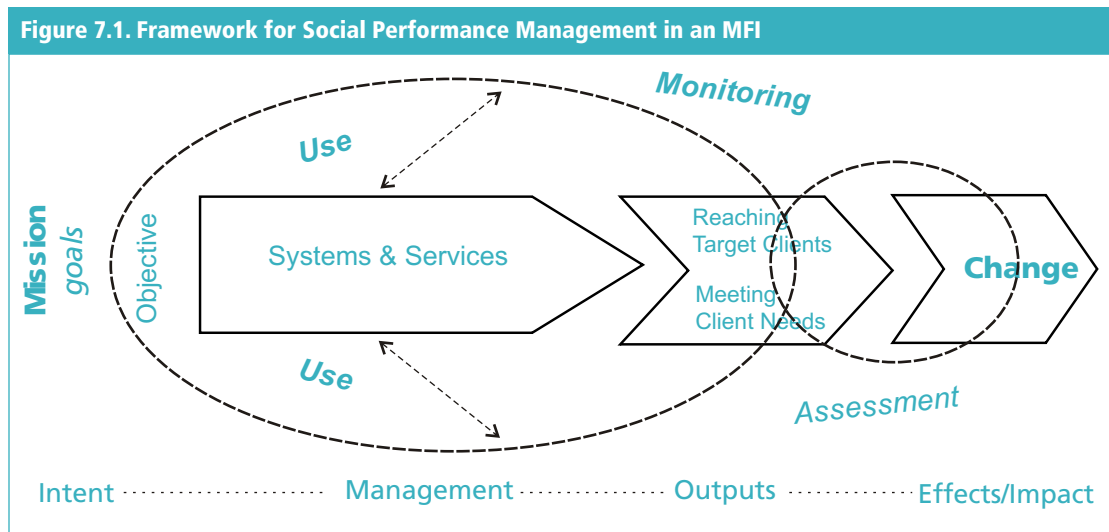 Figure 7.1. Framework for Social Performance Management in an MFI
Monitoring
Use
Mission
goals
Objective
Systems & Services
Reaching
Target Clients
Meeting
Client Needs
Change
Use
Assessment
Intent Management Outputs Effects/Impact